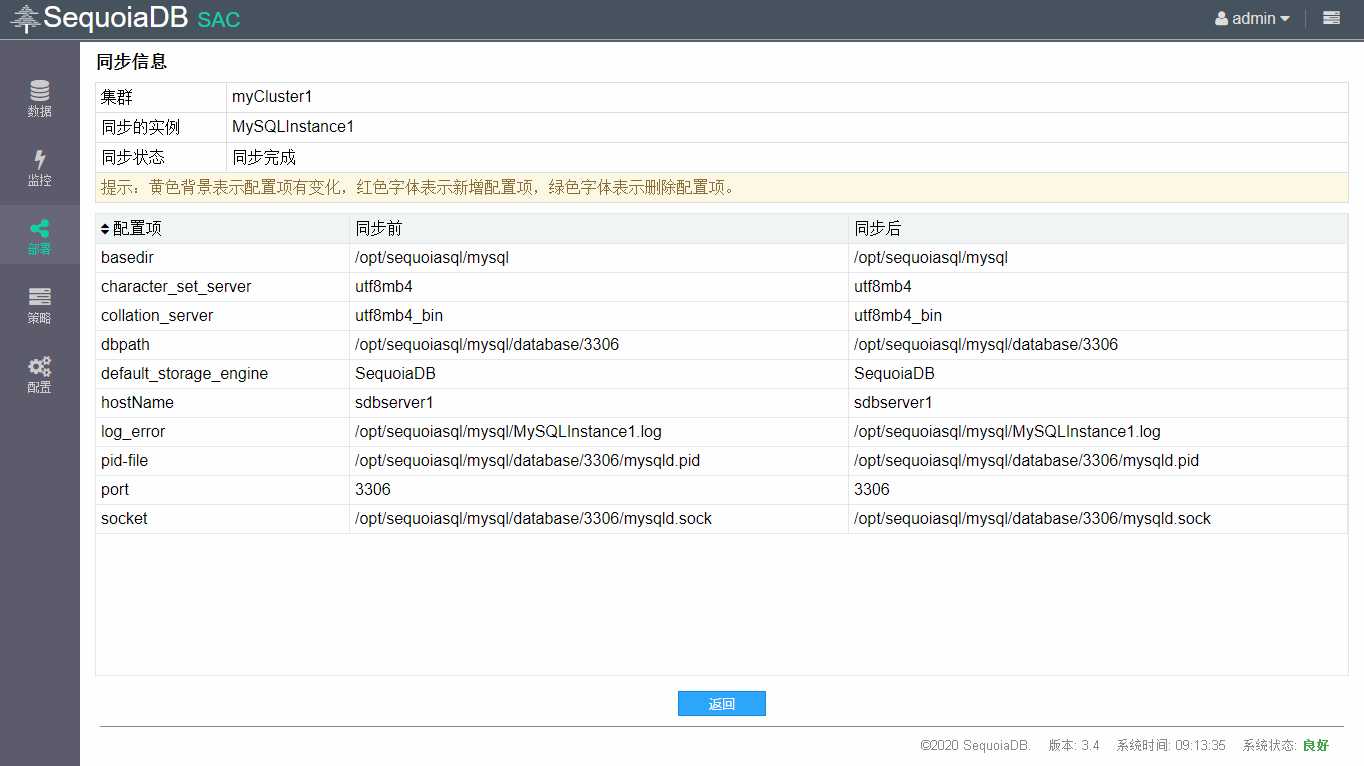 SequoiaDB SAC
admin
数据
监控
部署
策略
配置
同步信息
集群 myCluster1
同步的实例 MySQLInstance1
同步状态 同步完成
提示：黄色背景表示配置项有变化，红色字体表示新增配置项，绿色字体表示删除配置项。
配置项 同步前 同步后
basedir /opt/sequoiasql/mysql /opt/sequoiasql/mysql
character_set_server utf8mb4 utf8mb4
collation_server utf8mb4_bin utf8mb4_bin
dbpath /opt/sequoiasql/mysql/database/3306 /opt/sequoiasql/mysql/database/3306
default_storage_engine SequoiaDB SequoiaDB
hostName sdbserver1 sdbserver1
log_error /opt/sequoiasql/mysql/MySQLInstance1.log /opt/sequoiasql/mysql/MySQLInstance1.log
pid-file /opt/sequoiasql/mysql/database/3306/mysqld.pid /opt/sequoiasql/mysql/database/3306/mysqld.pid
port 3306 3306
socket /opt/sequoiasql/mysql/database/3306/mysqld.sock /opt/sequoiasql/mysql/database/3306/mysqld.sock
返回
©2020 SequoiaDB. 版本: 3.4 系统时间: 09:13:35 系统状态: 良好